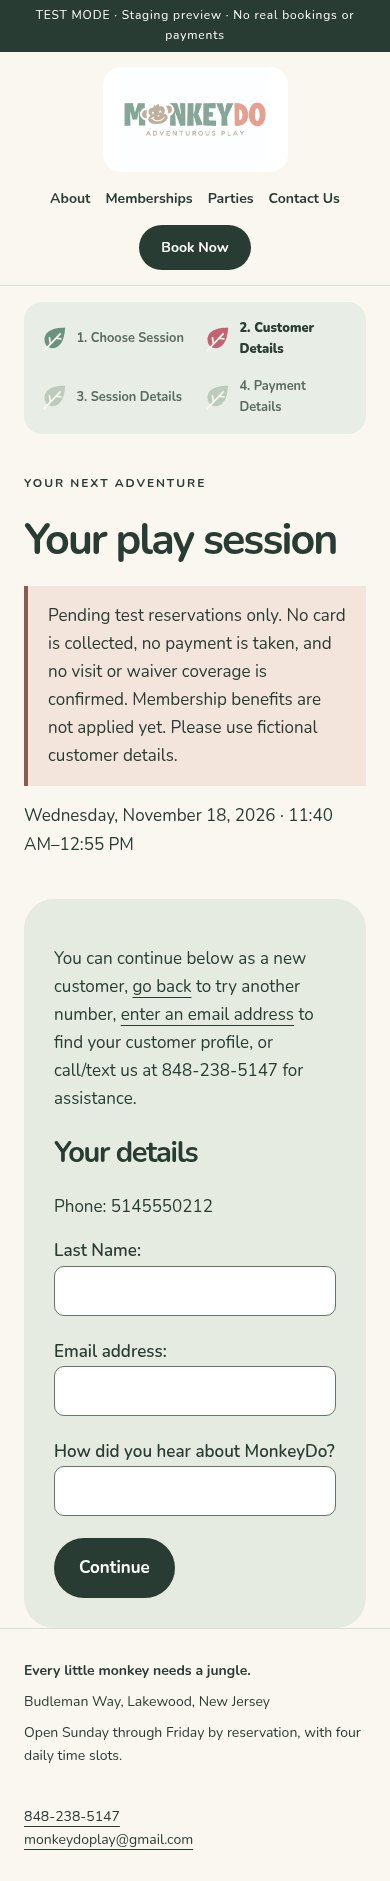 TEST MODE · Staging preview · No real bookings or
payments
MONKEYDO
ADVENTUROUS PLAY
About Memberships Parties Contact Us
Book Now
1. Choose Session
2. Customer
Details
3. Session Details
4. Payment
Details
YOUR NEXT ADVENTURE
Your play session
Pending test reservations only. No card
is collected, no payment is taken, and
no visit or waiver coverage is
confirmed. Membership benefits are
not applied yet. Please use fictional
customer details.
Wednesday, November 18, 2026 · 11:40
AM–12:55 PM
You can continue below as a new
customer, go back to try another
number, enter an email address to
find your customer profile, or
call/text us at 848-238-5147 for
assistance.
Your details
Phone: 5145550212
Last Name:
Email address:
How did you hear about MonkeyDo?
Continue
Every little monkey needs a jungle.
Budleman Way, Lakewood, New Jersey
Open Sunday through Friday by reservation, with four
daily time slots.
848-238-5147
monkeydoplay@gmail.com